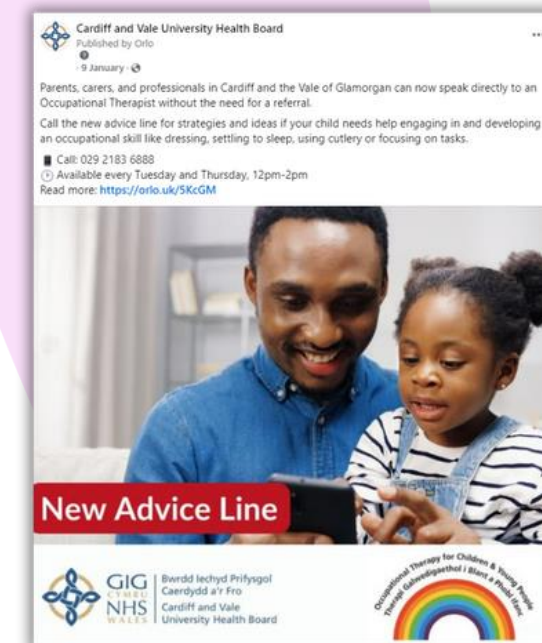 Cardiff and Vale University Health Board
Published by Orlo
9 January
Parents, carers, and professionals in Cardiff and the Vale of Glamorgan can now speak directly to an
Occupational Therapist without the need for a referral.
Call the new advice line for strategies and ideas if your child needs help engaging in and developing
an occupational skill like dressing, settling to sleep, using cutlery or focusing on tasks.
Call: 029 2183 6888
Available every Tuesday and Thursday, 12pm-2pm
Read more: https://orlo.uk/5KcGM
New Advice Line
GIG
CYMRU
NHS
WALES
Bwrdd Iechyd Prifysgol
Caerdydd a'r Fro
Cardiff and Vale
University Health Board
Occupational Therapy for Children & Young People
Therapi Galwedigaethol i Blant a Phobl Ifanc